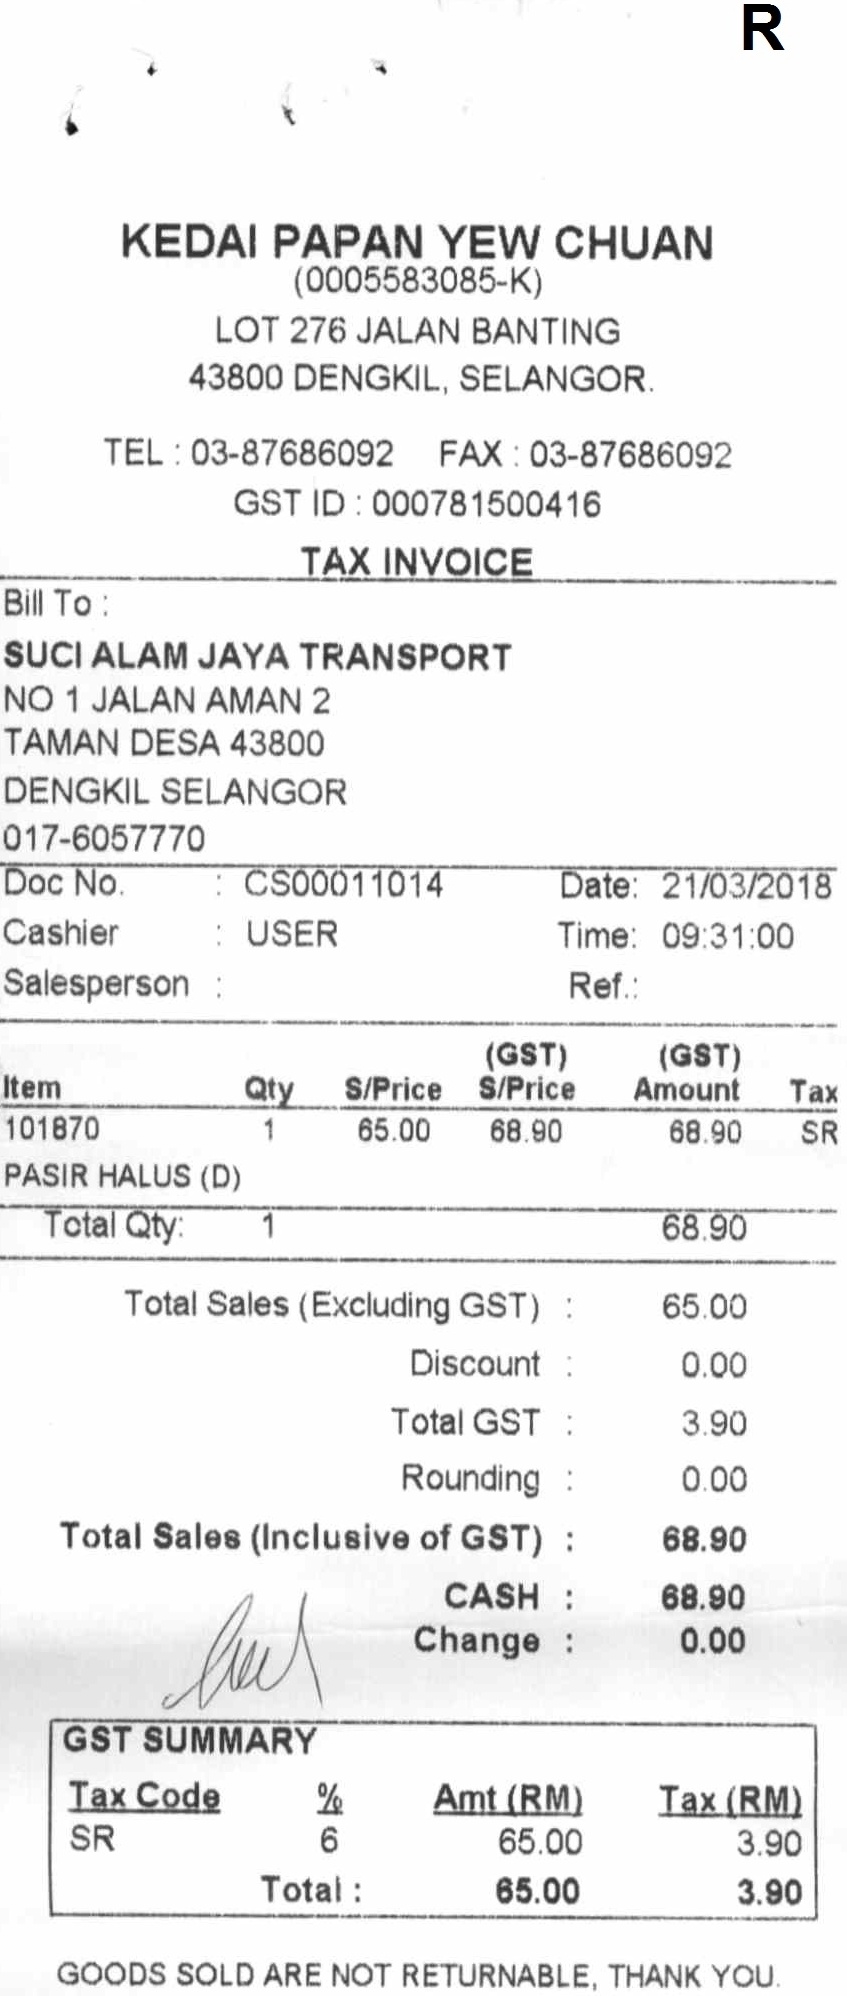 R
KEDAI PAPAN YEW CHUAN
(0005583085-K)
LOT 276 JALAN BANTING
43800 DENGKIL, SELANGOR.
TEL : 03-87686092 FAX : 03-87686092
GST ID : 000781500416
TAX INVOICE
Bill To :
SUCI ALAM JAYA TRANSPORT
NO 1 JALAN AMAN 2
TAMAN DESA 43800
DENGKIL SELANGOR
017-6057770
Doc No. : CS00011014 Date: 21/03/2018
Cashier : USER Time: 09:31:00
Salesperson : Ref.:
(GST) (GST)
Item Qty S/Price S/Price Amount Tax
101870 1 65.00 68.90 68.90 SR
PASIR HALUS (D)
Total Qty: 1 68.90
Total Sales (Excluding GST) : 65.00
Discount : 0.00
Total GST : 3.90
Rounding : 0.00
Total Sales (Inclusive of GST) : 68.90
CASH : 68.90
Change : 0.00
GST SUMMARY
Tax Code % Amt (RM) Tax (RM)
SR 6 65.00 3.90
Total : 65.00 3.90
GOODS SOLD ARE NOT RETURNABLE, THANK YOU.